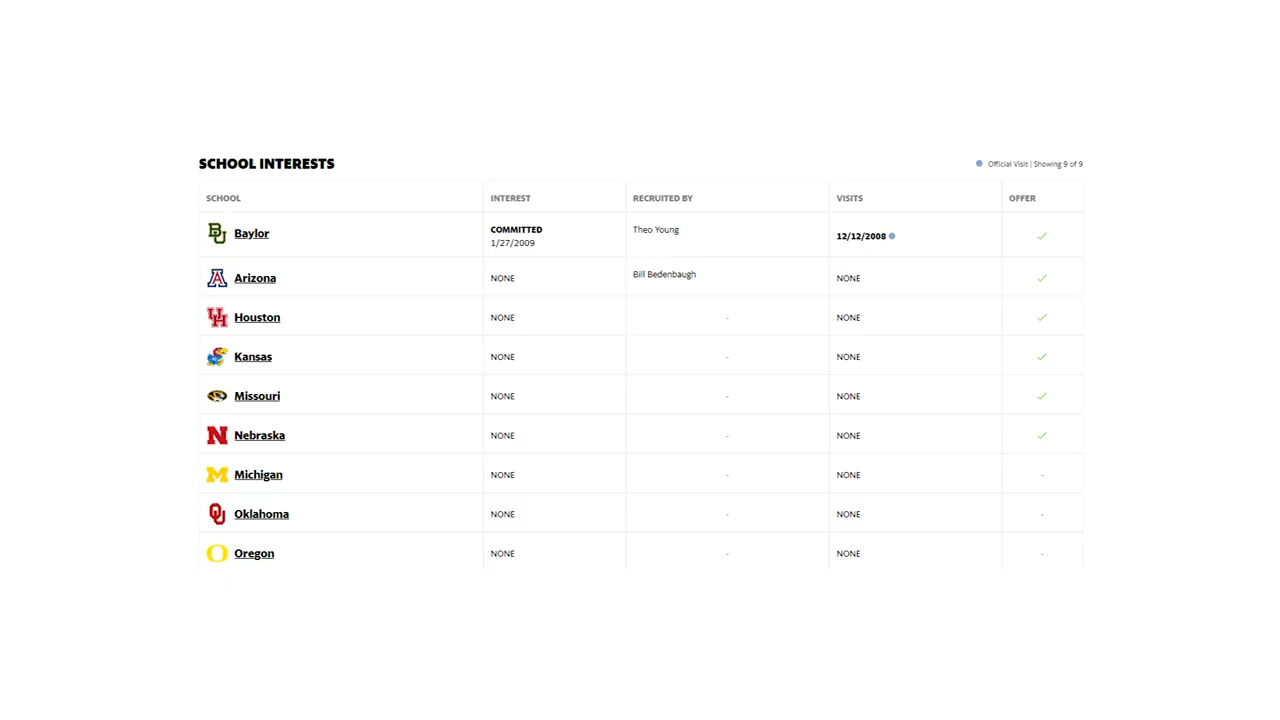 SCHOOL INTERESTS
Official Visit | Showing 9 of 9
SCHOOL INTEREST RECRUITED BY VISITS OFFER
Baylor COMMITTED 1/27/2009 Theo Young 12/12/2008
Arizona NONE Bill Bedenbaugh NONE
Houston NONE - NONE
Kansas NONE - NONE
Missouri NONE - NONE
Nebraska NONE - NONE
Michigan NONE - NONE -
Oklahoma NONE - NONE -
Oregon NONE - NONE -